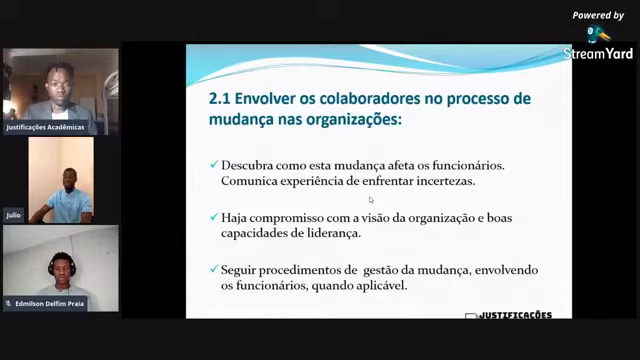 Powered by
StreamYard
2.1 Envolver os colaboradores no processo de
mudança nas organizações:
Descubra como esta mudança afeta os funcionários.
Comunica experiência de enfrentar incertezas.
Haja compromisso com a visão da organização e boas
capacidades de liderança.
Seguir procedimentos de gestão da mudança, envolvendo
os funcionários, quando aplicável.
JUSTIFICAÇÕES
Justificações Acadêmicas
Julio
Edmilson Delfim Praia